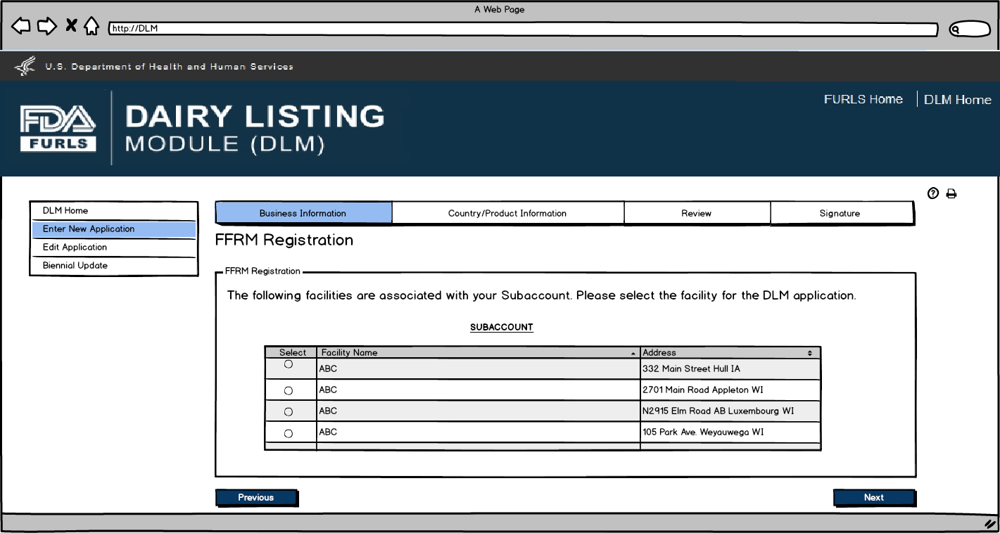 A Web Page
http://DLM
U.S. Department of Health and Human Services
FURLS Home DLM Home
FDA
FURLS
DAIRY LISTING
MODULE (DLM)
DLM Home
Enter New Application
Edit Application
Biennial Update
Business Information Country/Product Information Review Signature
FFRM Registration
FFRM Registration
The following facilities are associated with your Subaccount. Please select the facility for the DLM application.
SUBACCOUNT
Select Facility Name Address
ABC 332 Main Street Hull IA
ABC 2701 Main Road Appleton WI
ABC N2915 Elm Road AB Luxembourg WI
ABC 105 Park Ave. Weyauwega WI
Previous Next